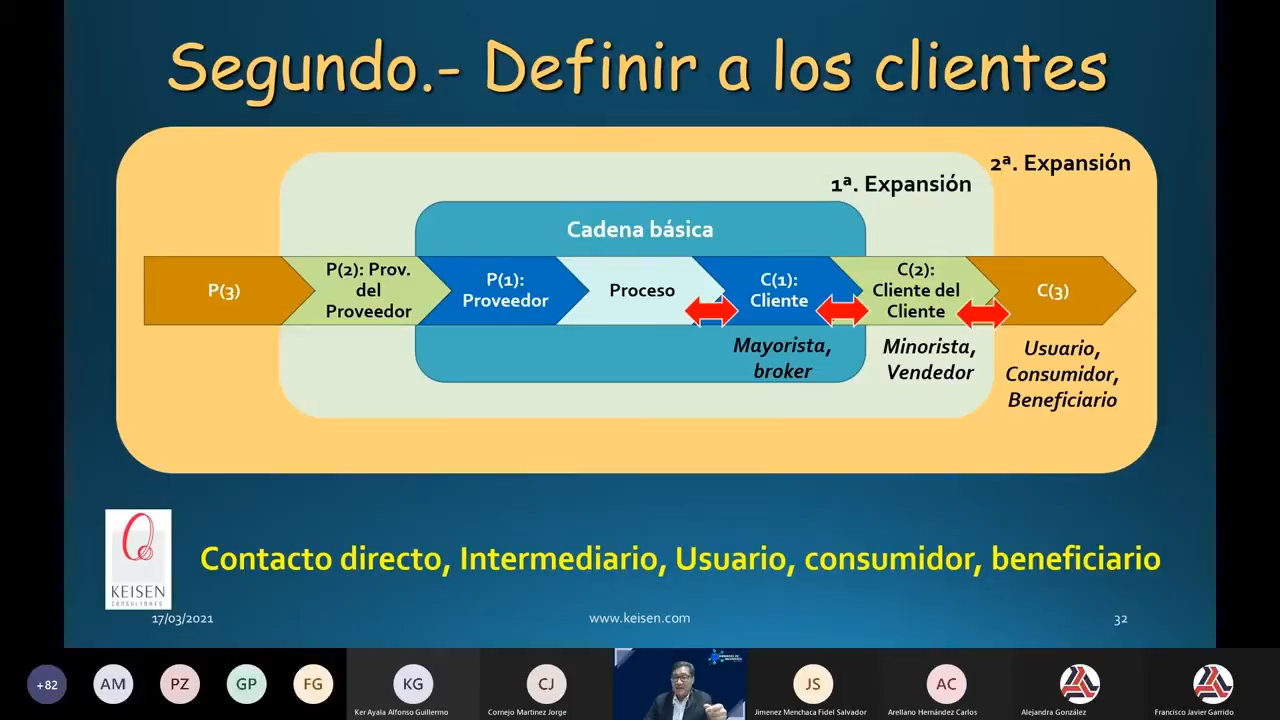 Segundo.- Definir a los clientes
2ª. Expansión
1ª. Expansión
Cadena básica
P(3)
P(2): Prov.
del
Proveedor
P(1):
Proveedor
Proceso
C(1):
Cliente
C(2):
Cliente del
Cliente
C(3)
Mayorista,
broker
Minorista,
Vendedor
Usuario,
Consumidor,
Beneficiario
KEISEN
CONSULTORES
Contacto directo, Intermediario, Usuario, consumidor, beneficiario
17/03/2021
www.keisen.com
32
+82
AM
PZ
GP
FG
KG
Ker Ayala Alfonso Guillermo
CJ
Cornejo Martinez Jorge
JS
Jimenez Menchaca Fidel Salvador
AC
Arellano Hernández Carlos
Alejandra González
Francisco Javier Garrido